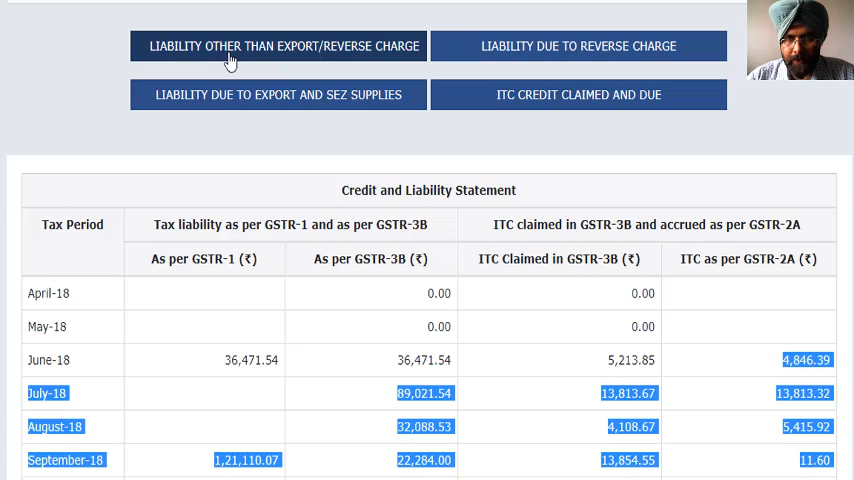 LIABILITY OTHER THAN EXPORT/REVERSE CHARGE LIABILITY DUE TO REVERSE CHARGE
LIABILITY DUE TO EXPORT AND SEZ SUPPLIES ITC CREDIT CLAIMED AND DUE
Credit and Liability Statement
Tax Period Tax liability as per GSTR-1 and as per GSTR-3B ITC claimed in GSTR-3B and accrued as per GSTR-2A
As per GSTR-1 (₹) As per GSTR-3B (₹) ITC Claimed in GSTR-3B (₹) ITC as per GSTR-2A (₹)
April-18 0.00 0.00
May-18 0.00 0.00
June-18 36,471.54 36,471.54 5,213.85 4,846.39
July-18 89,021.54 13,813.67 13,813.32
August-18 32,088.53 4,108.67 5,415.92
September-18 1,21,110.07 22,284.00 13,854.55 11.60